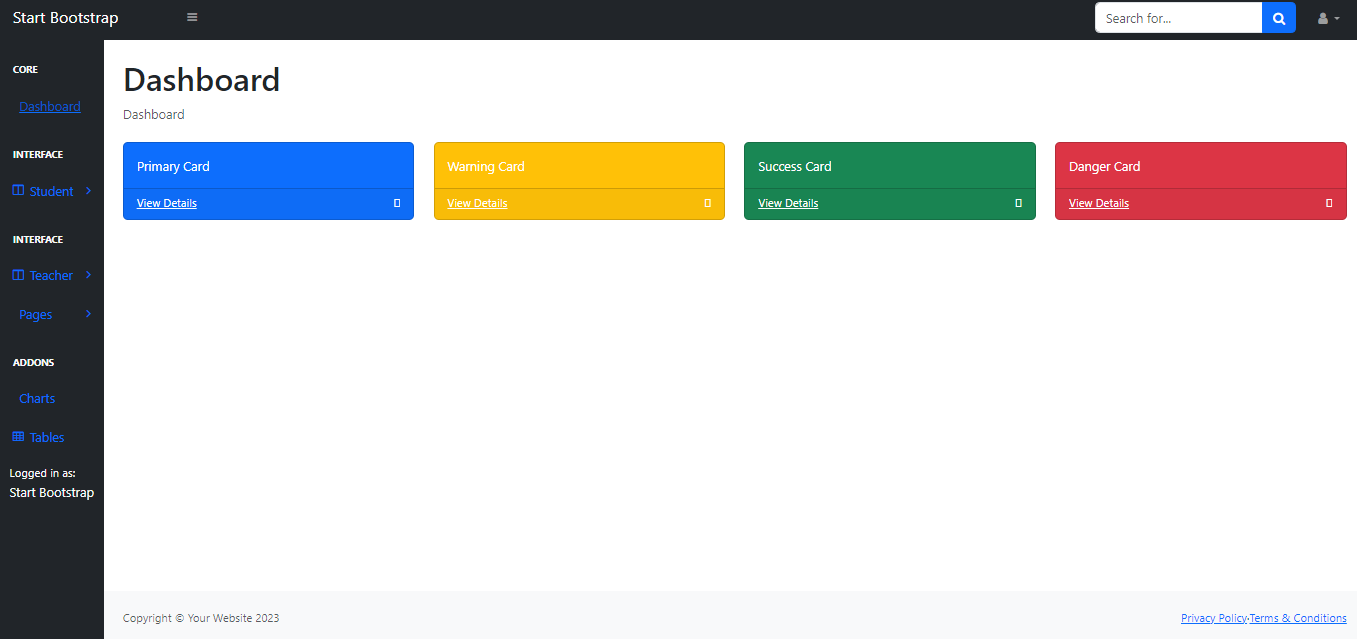 Start Bootstrap
Search for...
CORE
Dashboard
INTERFACE
Student
INTERFACE
Teacher
Pages
ADDONS
Charts
Tables
Logged in as:
Start Bootstrap
Dashboard
Dashboard
Primary Card
View Details
Warning Card
View Details
Success Card
View Details
Danger Card
View Details
Copyright © Your Website 2023
Privacy Policy·Terms & Conditions